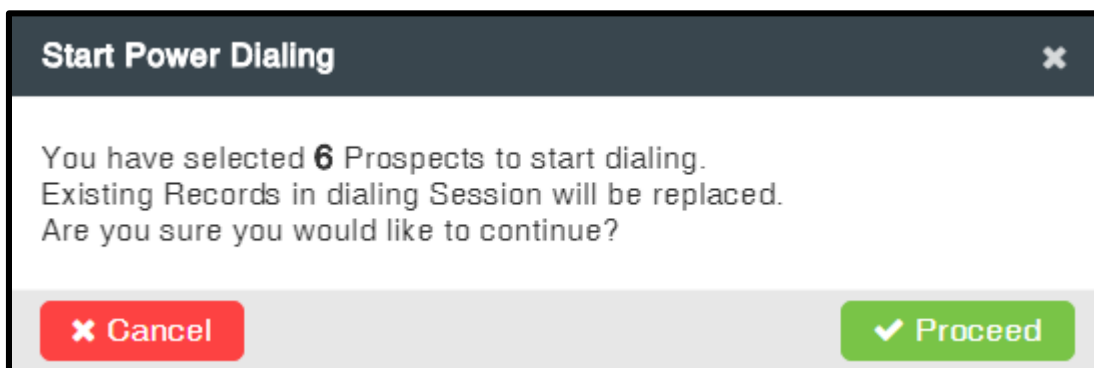 Start Power Dialing
You have selected 6 Prospects to start dialing.
Existing Records in dialing Session will be replaced.
Are you sure you would like to continue?
Cancel
Proceed